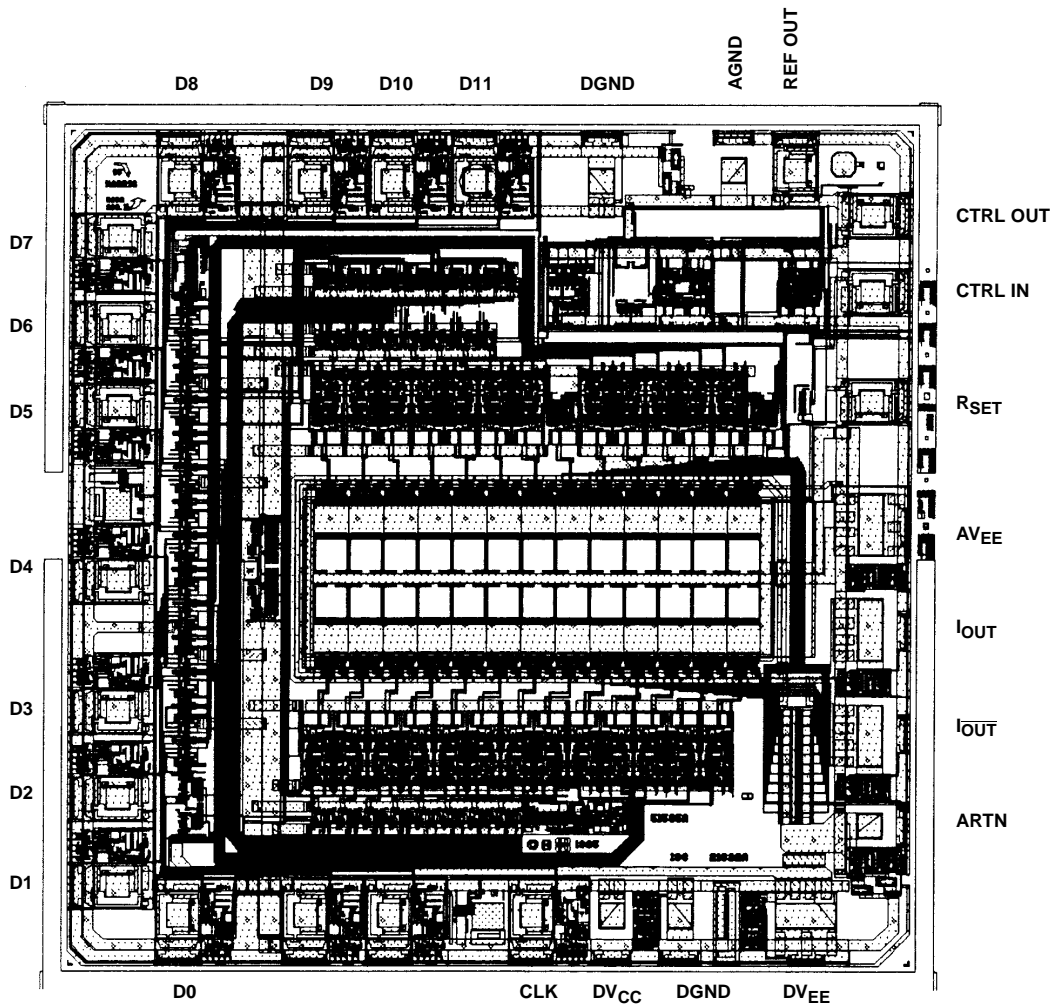 D8
D9
D10
D11
DGND
AGND
REF OUT
D7
D6
D5
D4
D3
D2
D1
CTRL OUT
CTRL IN
RSET
AVEE
IOUT
IOUT
ARTN
D0
CLK
DVCC
DGND
DVEE